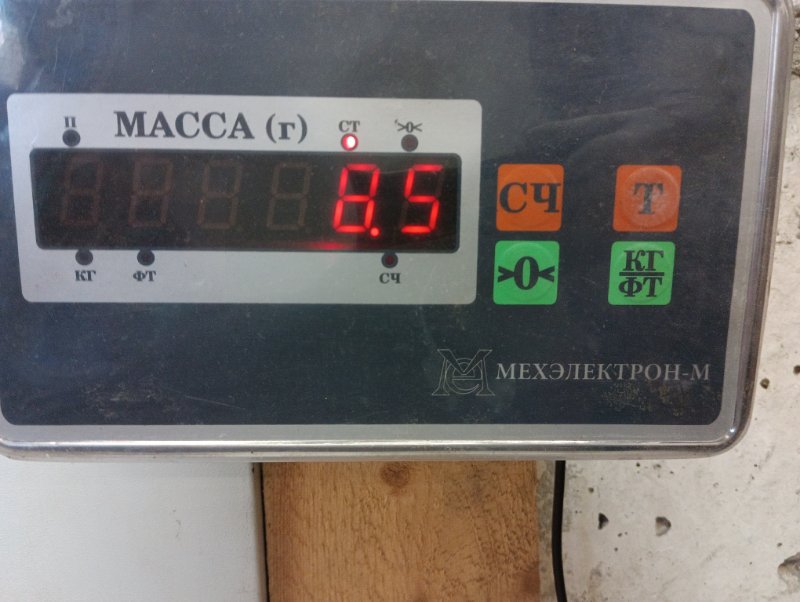 П МАССА (г) СТ >0<
8.5
КГ ФТ СЧ
СЧ Т
>0< КГ/ФТ
МЕХЭЛЕКТРОН-М